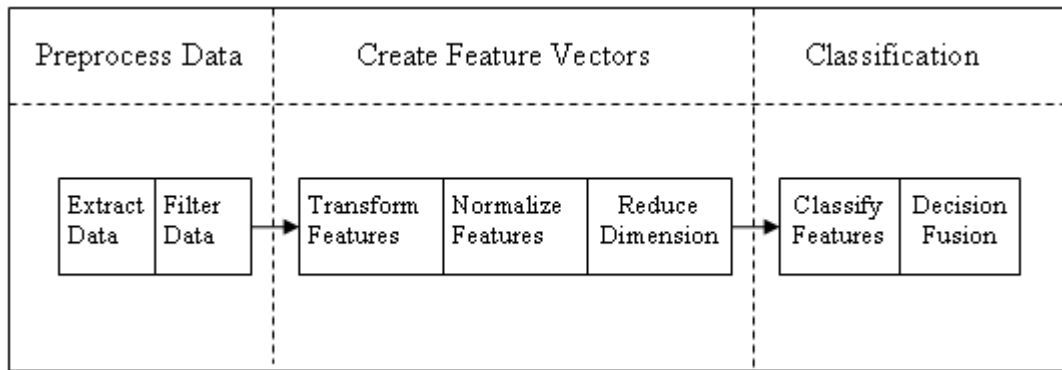 Preprocess Data
Create Feature Vectors
Classification
Extract
Data
Filter
Data
Transform
Features
Normalize
Features
Reduce
Dimension
Classify
Features
Decision
Fusion